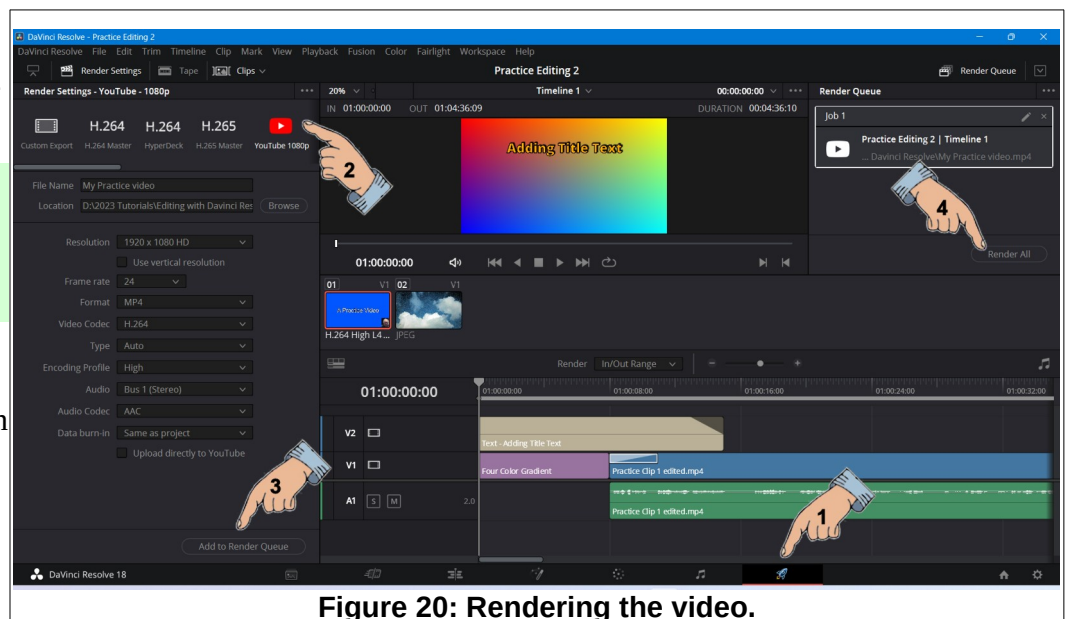 DaVinci Resolve - Practice Editing 2
DaVinci Resolve File Edit Trim Timeline Clip Mark View Playback Fusion Color Fairlight Workspace Help
Render Settings Tape Clips Practice Editing 2 Render Queue
Render Settings - YouTube - 1080p 20% Timeline 1 00:00:00:00 Render Queue
IN 01:00:00:00 OUT 01:04:36:09 DURATION 00:04:36:10
Job 1
H.264 H.264 H.265
Custom Export H.264 Master HyperDeck H.265 Master YouTube 1080p
Adding Title Text
Practice Editing 2 | Timeline 1
... Davinci Resolve\My Practice video.mp4
2
4
File Name My Practice video
Location D:\2023 Tutorials\Editing with Davinci Res Browse
Resolution 1920 x 1080 HD
Use vertical resolution
Frame rate 24
Format MP4
Video Codec H.264
Type Auto
Encoding Profile High
Audio Bus 1 (Stereo)
Audio Codec AAC
Data burn-in Same as project
Upload directly to YouTube
3
Add to Render Queue
01:00:00:00
Render All
01 V1 02 V1
A Practice Video
H.264 High L4... JPEG
Render In/Out Range
01:00:00:00 01:00:00:00 01:00:08:00 01:00:16:00 01:00:24:00 01:00:32:00
V2
Text - Adding Title Text
V1 Four Color Gradient Practice Clip 1 edited.mp4
A1 S M 2.0
Practice Clip 1 edited.mp4
1
DaVinci Resolve 18
Figure 20: Rendering the video.